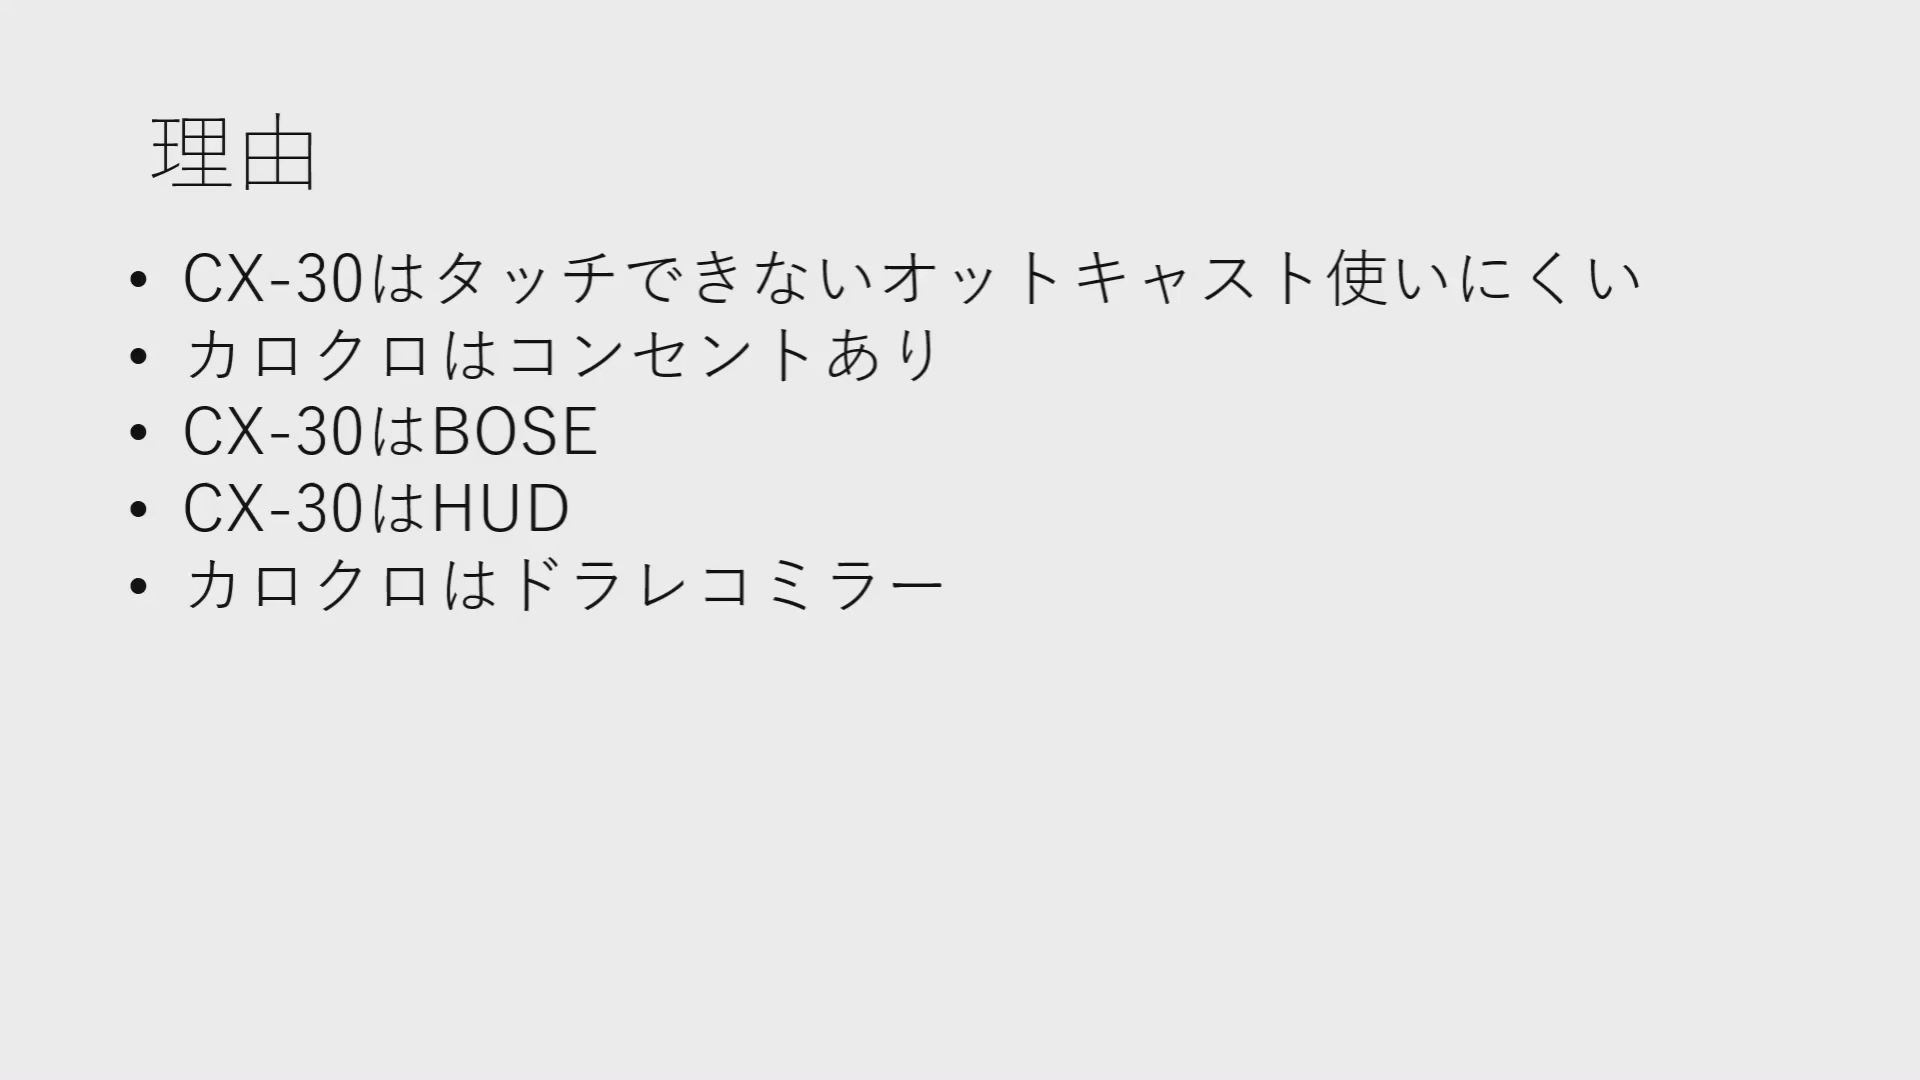 理由
• CX-30はタッチできないオットキャスト使いにくい
• カロクロはコンセントあり
• CX-30はBOSE
• CX-30はHUD
• カロクロはドラレコミラー